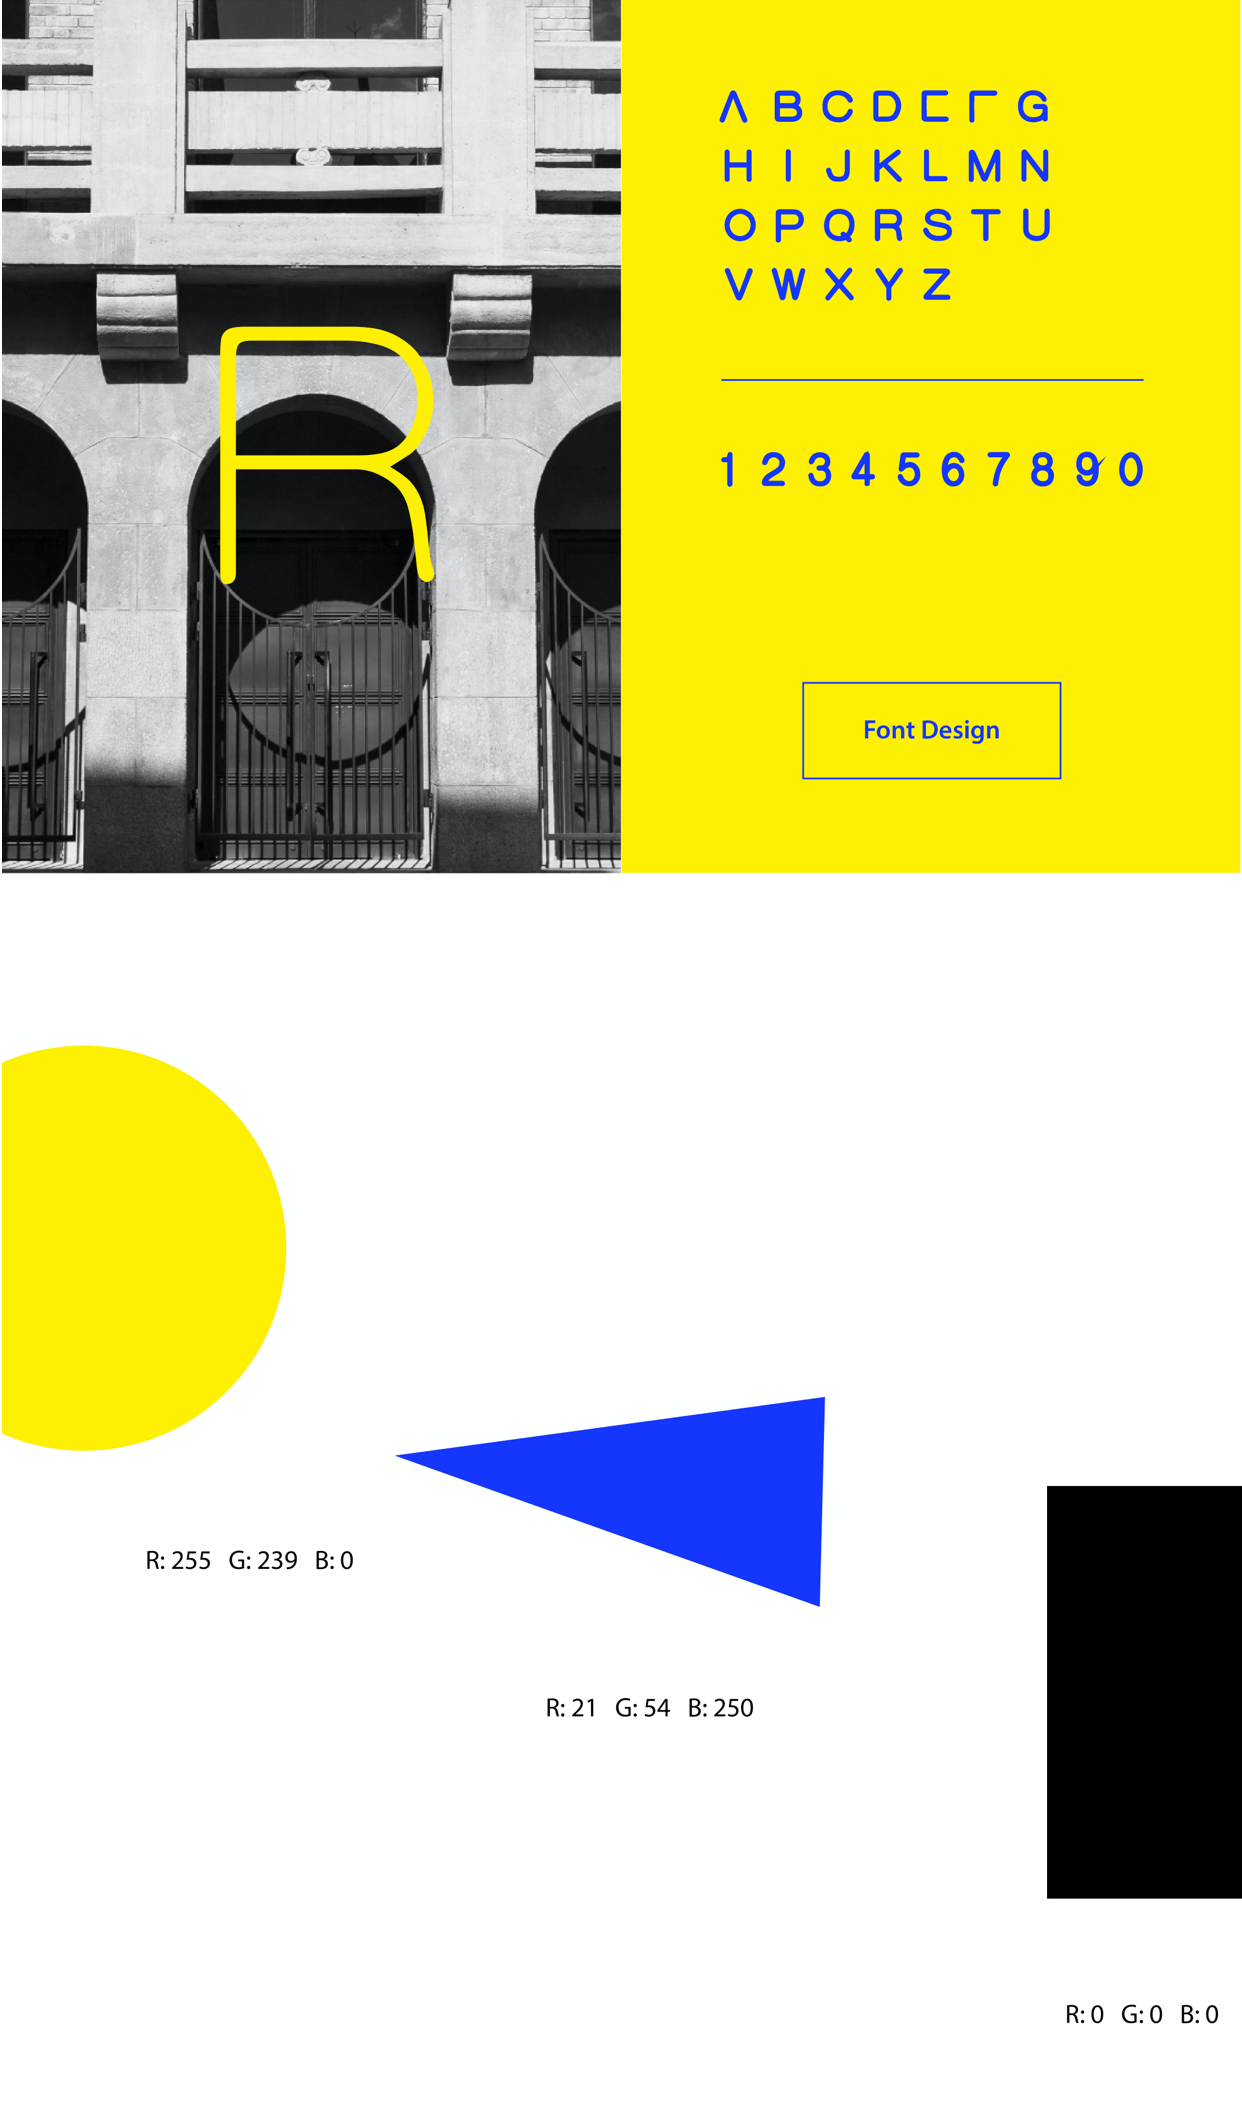 R
A B C D E F G
H I J K L M N
O P Q R S T U
V W X Y Z
1 2 3 4 5 6 7 8 9 0
Font Design
R: 255 G: 239 B: 0
R: 21 G: 54 B: 250
R: 0 G: 0 B: 0